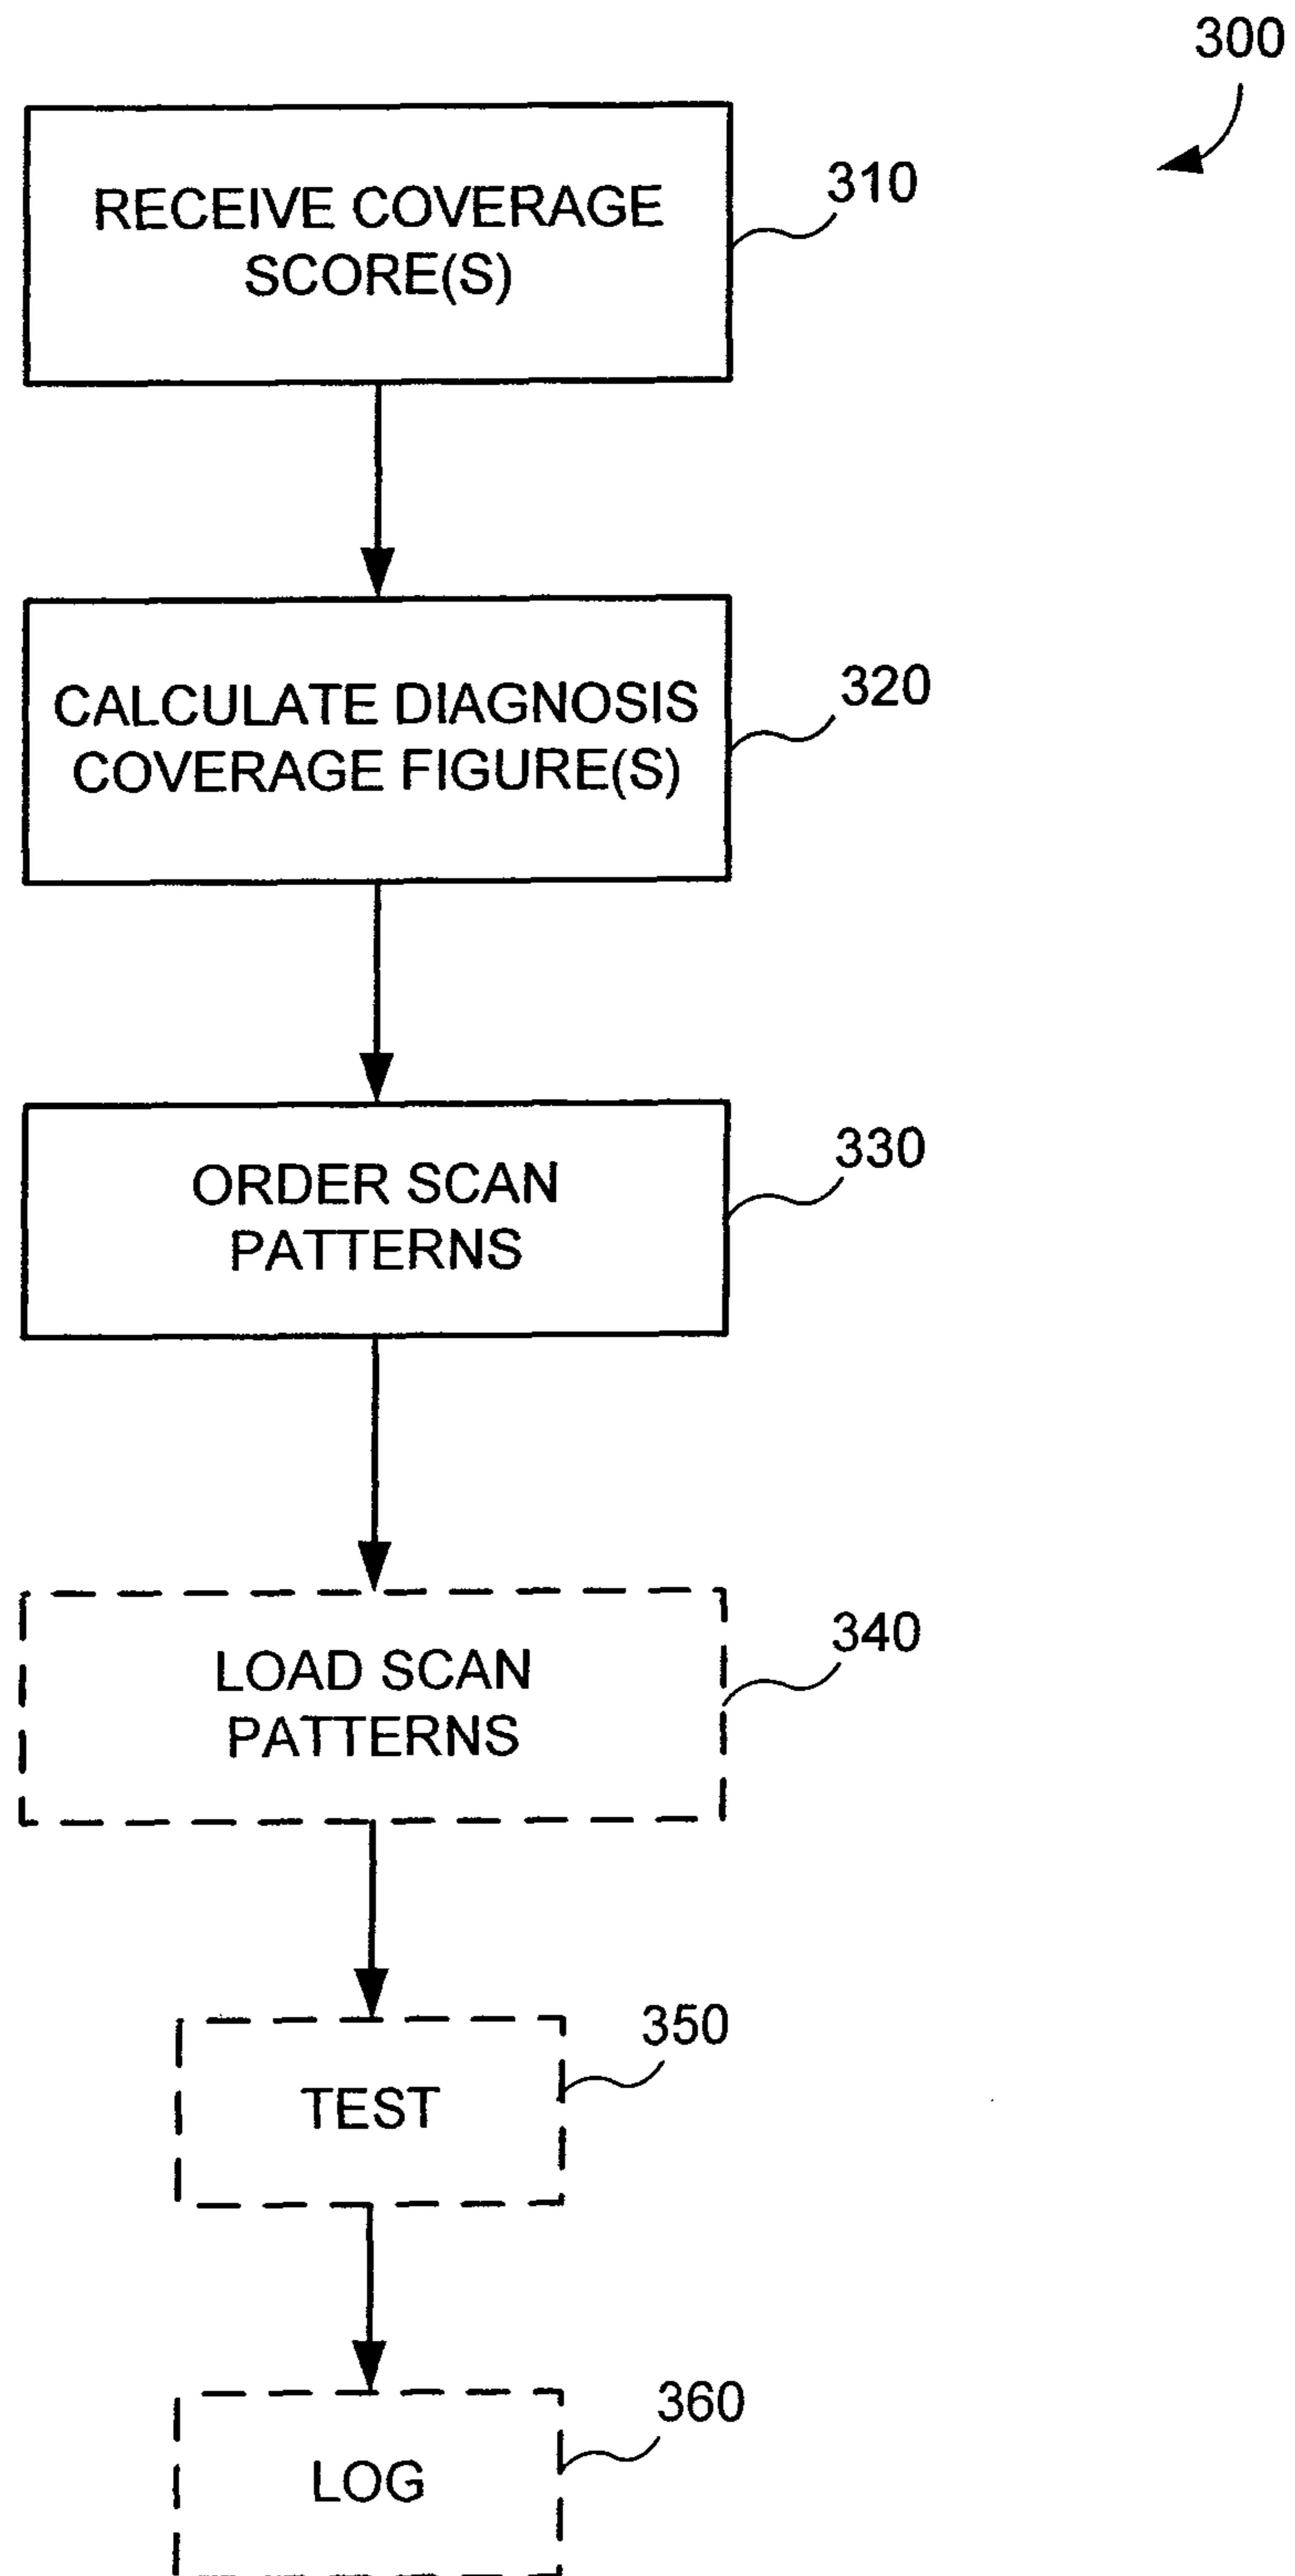 300
RECEIVE COVERAGE
SCORE(S)
310
CALCULATE DIAGNOSIS
COVERAGE FIGURE(S)
320
ORDER SCAN
PATTERNS
330
LOAD SCAN
PATTERNS
340
TEST
350
LOG
360